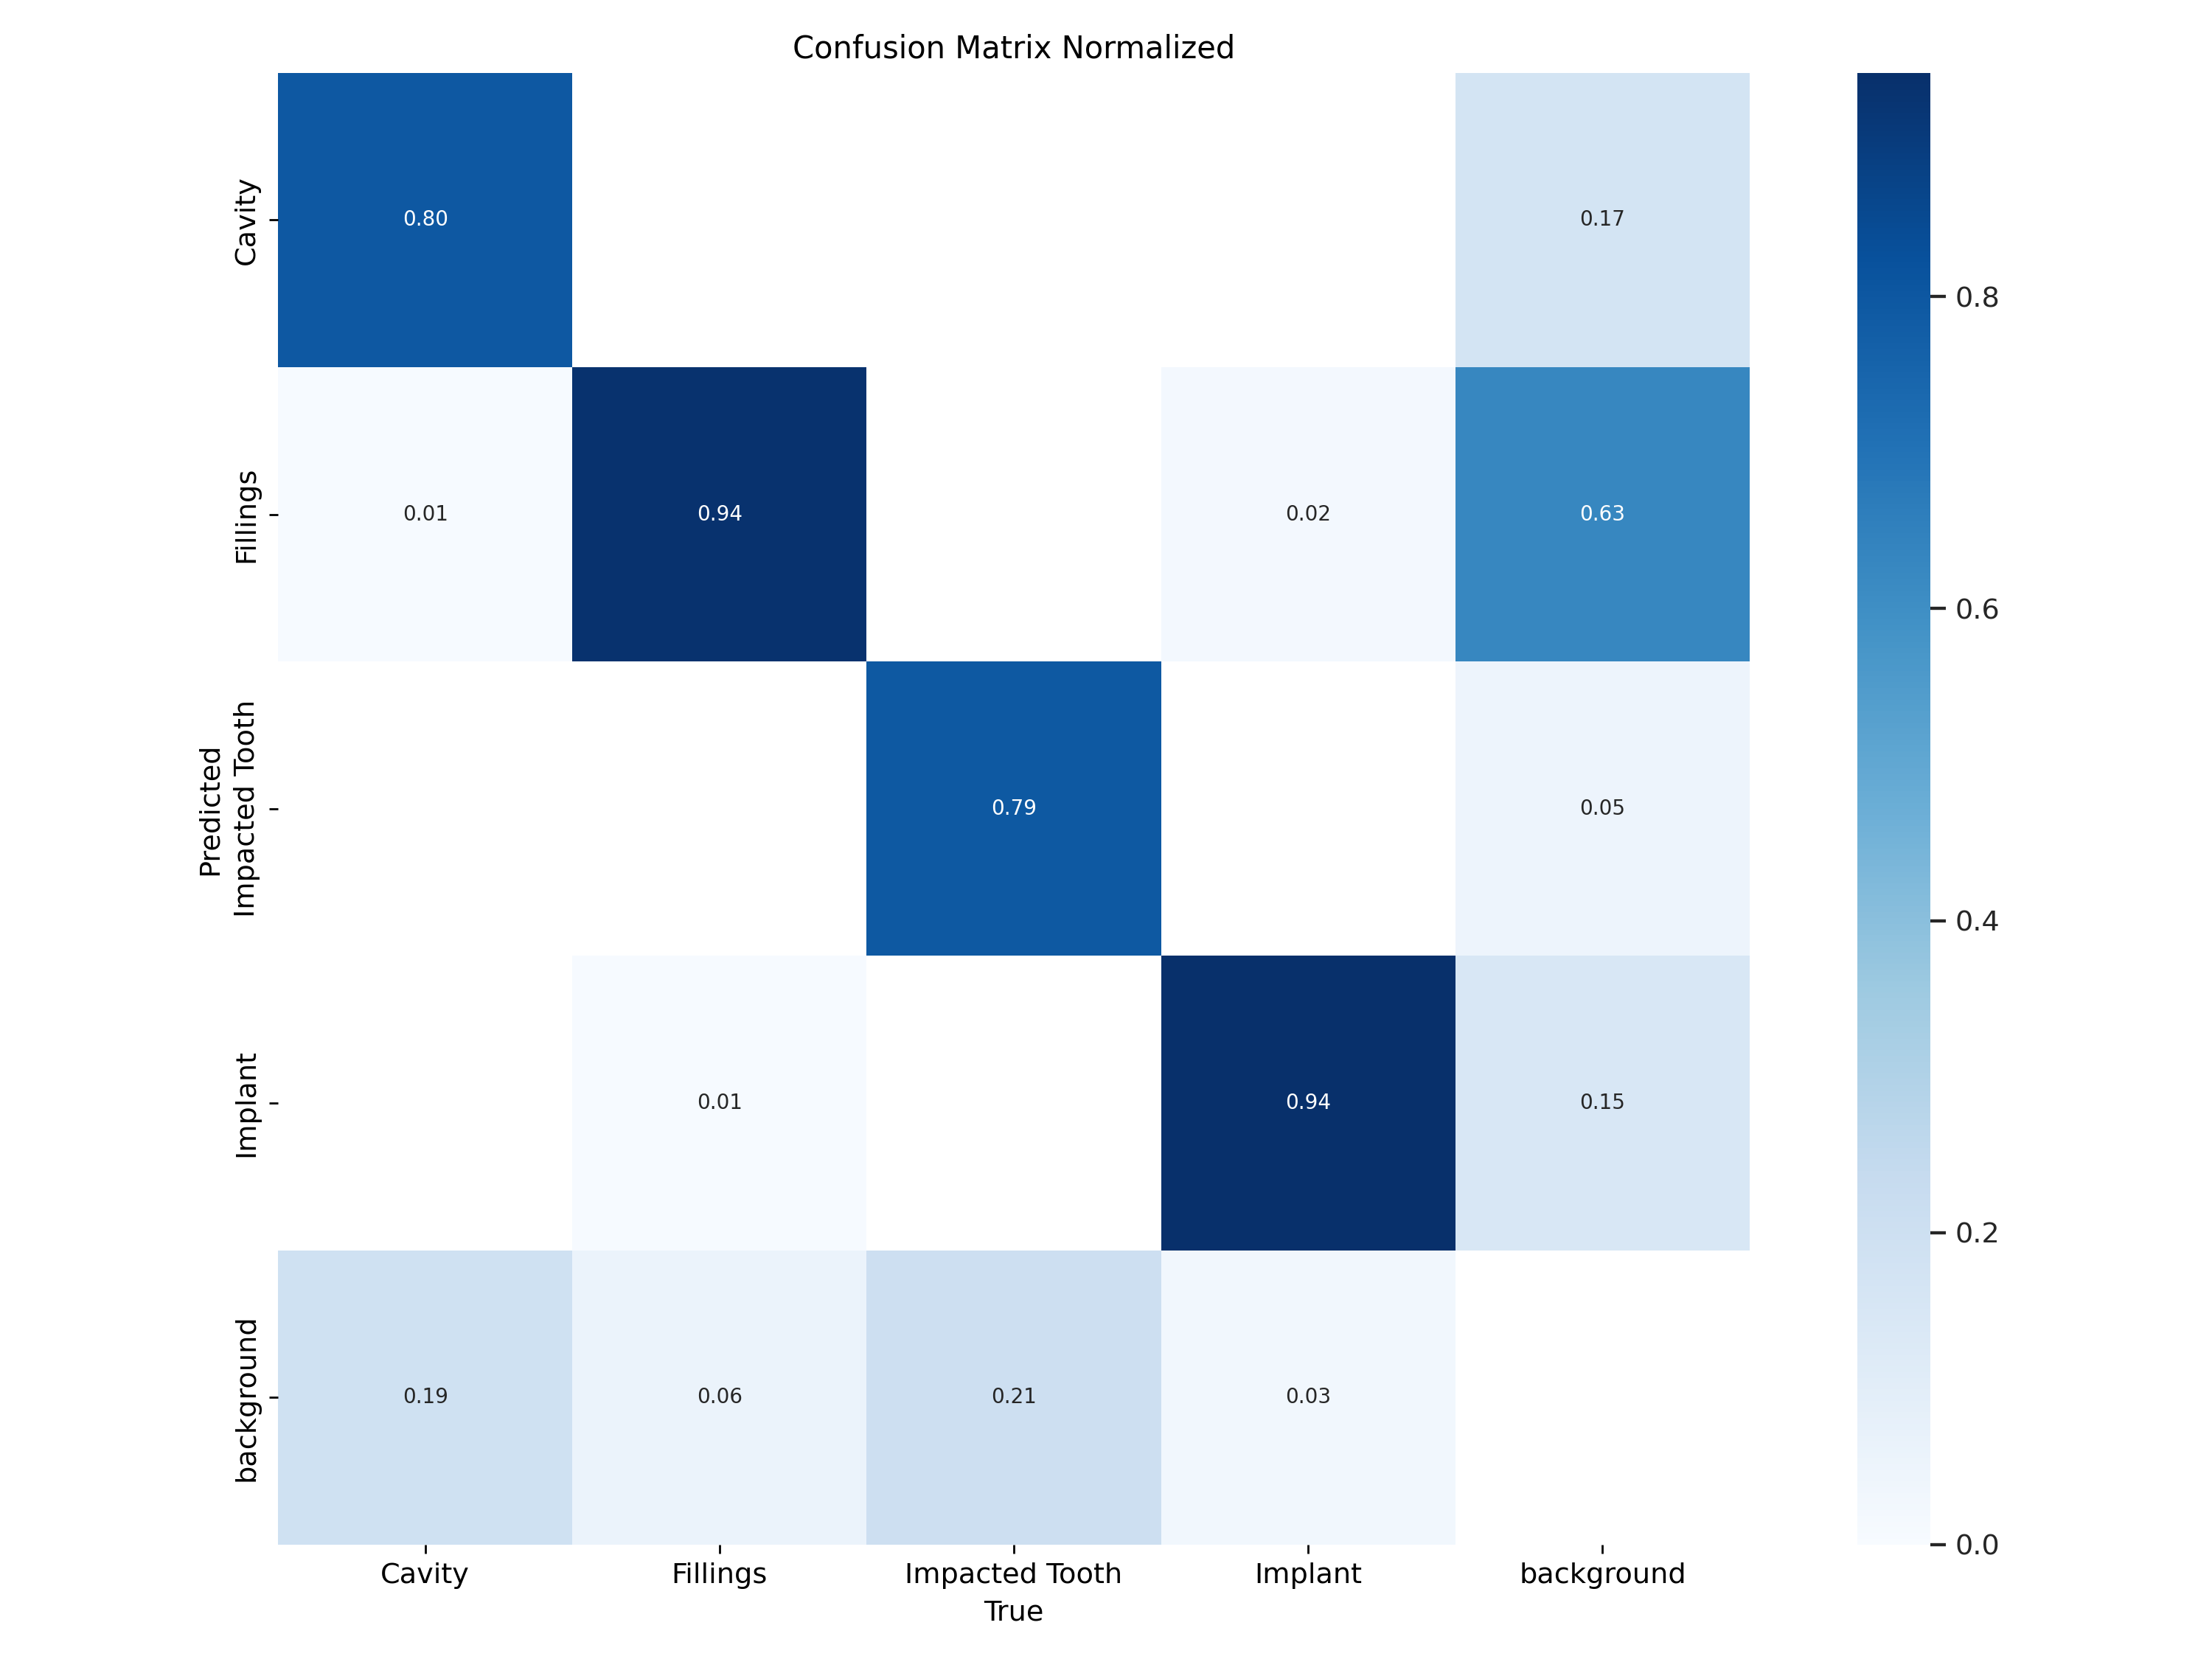 Confusion Matrix Normalized
Predicted
Cavity
0.80
0.17
Fillings
0.01
0.94
0.02
0.63
Impacted Tooth
0.79
0.05
Implant
0.01
0.94
0.15
background
0.19
0.06
0.21
0.03
Cavity
Fillings
Impacted Tooth
Implant
background
True
0.8
0.6
0.4
0.2
0.0